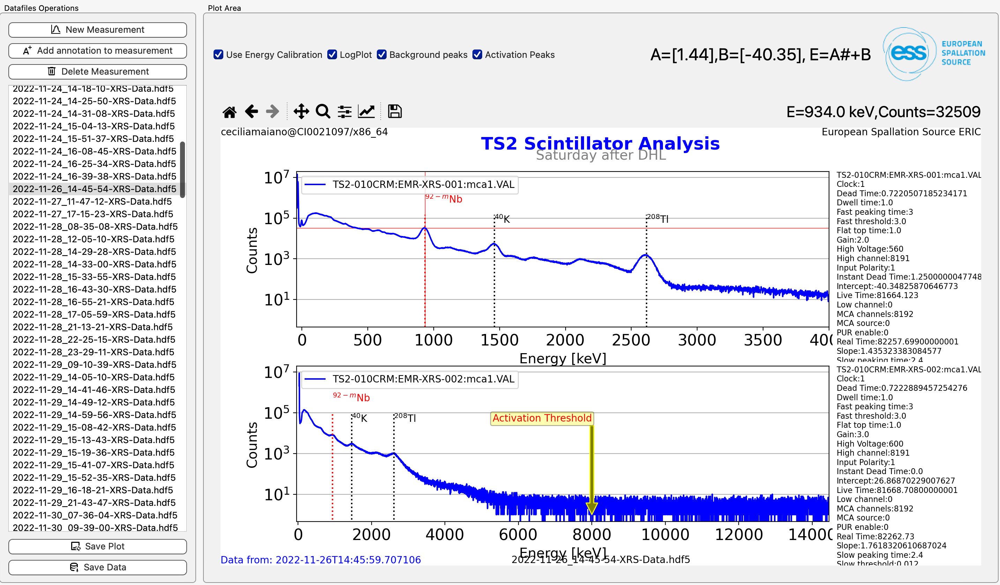 Datafiles Operations
New Measurement
A+ Add annotation to measurement
Delete Measurement
2022-11-24_14-18-10-XRS-Data.hdf5
2022-11-24_14-25-50-XRS-Data.hdf5
2022-11-24_14-31-08-XRS-Data.hdf5
2022-11-24_15-04-13-XRS-Data.hdf5
2022-11-24_15-51-37-XRS-Data.hdf5
2022-11-24_16-08-45-XRS-Data.hdf5
2022-11-24_16-25-34-XRS-Data.hdf5
2022-11-24_16-39-38-XRS-Data.hdf5
2022-11-26_14-45-54-XRS-Data.hdf5
2022-11-27_11-47-12-XRS-Data.hdf5
2022-11-27_17-15-23-XRS-Data.hdf5
2022-11-28_08-35-08-XRS-Data.hdf5
2022-11-28_12-05-10-XRS-Data.hdf5
2022-11-28_14-29-28-XRS-Data.hdf5
2022-11-28_14-33-00-XRS-Data.hdf5
2022-11-28_15-33-55-XRS-Data.hdf5
2022-11-28_16-43-30-XRS-Data.hdf5
2022-11-28_16-55-21-XRS-Data.hdf5
2022-11-28_17-05-59-XRS-Data.hdf5
2022-11-28_21-13-21-XRS-Data.hdf5
2022-11-28_22-25-15-XRS-Data.hdf5
2022-11-28_23-29-11-XRS-Data.hdf5
2022-11-29_09-10-39-XRS-Data.hdf5
2022-11-29_14-05-10-XRS-Data.hdf5
2022-11-29_14-41-46-XRS-Data.hdf5
2022-11-29_14-49-12-XRS-Data.hdf5
2022-11-29_14-59-56-XRS-Data.hdf5
2022-11-29_15-08-42-XRS-Data.hdf5
2022-11-29_15-13-43-XRS-Data.hdf5
2022-11-29_15-19-36-XRS-Data.hdf5
2022-11-29_15-41-07-XRS-Data.hdf5
2022-11-29_15-52-35-XRS-Data.hdf5
2022-11-29_16-18-21-XRS-Data.hdf5
2022-11-29_21-43-47-XRS-Data.hdf5
2022-11-30_07-36-04-XRS-Data.hdf5
2022-11-30_09-39-00-XRS-Data.hdf5
Save Plot
Save Data
Plot Area
Use Energy Calibration LogPlot Background peaks Activation Peaks
A=[1.44],B=[-40.35], E=A#+B
ess
EUROPEAN
SPALLATION
SOURCE
E=934.0 keV,Counts=32509
ceciliamaiano@CI0021097/x86_64
European Spallation Source ERIC
TS2 Scintillator Analysis
Saturday after DHL
TS2-010CRM:EMR-XRS-001:mca1.VAL
92-mNb
40K
208Tl
10^7
10^5
10^3
10^1
Counts
0 500 1000 1500 2000 2500 3000 3500 400
Energy [keV]
TS2-010CRM:EMR-XRS-001:mca1.VAL
Clock:1
Dead Time:0.7220507185234171
Dwell time:1.0
Fast peaking time:3
Fast threshold:3.0
Flat top time:1.0
Gain:2.0
High Voltage:560
High channel:8191
Input Polarity:1
Instant Dead Time:1.2500000047748
Intercept:-40.34825870646773
Live Time:81664.123
Low channel:0
MCA channels:8192
MCA source:0
PUR enable:0
Real Time:82257.69900000001
Slope:1.435323383084577
Slow peaking time:2.4
TS2-010CRM:EMR-XRS-002:mca1.VAL
92-mNb
40K
208Tl
Activation Threshold
10^7
10^5
10^3
10^1
Counts
0 2000 4000 6000 8000 10000 12000 14000
Energy [keV]
TS2-010CRM:EMR-XRS-002:mca1.VAL
Clock:1
Dead Time:0.7222889457254276
Dwell time:1.0
Fast peaking time:3
Fast threshold:3.0
Flat top time:1.0
Gain:3.0
High Voltage:600
High channel:8191
Input Polarity:1
Instant Dead Time:0.0
Intercept:26.86870229007627
Live Time:81668.70800000001
Low channel:0
MCA channels:8192
MCA source:0
PUR enable:0
Real Time:82262.73
Slope:1.7618320610687024
Slow peaking time:2.4
Slow threshold:0.012
Data from: 2022-11-26T14:45:59.707106
2022-11-26_14-45-54-XRS-Data.hdf5